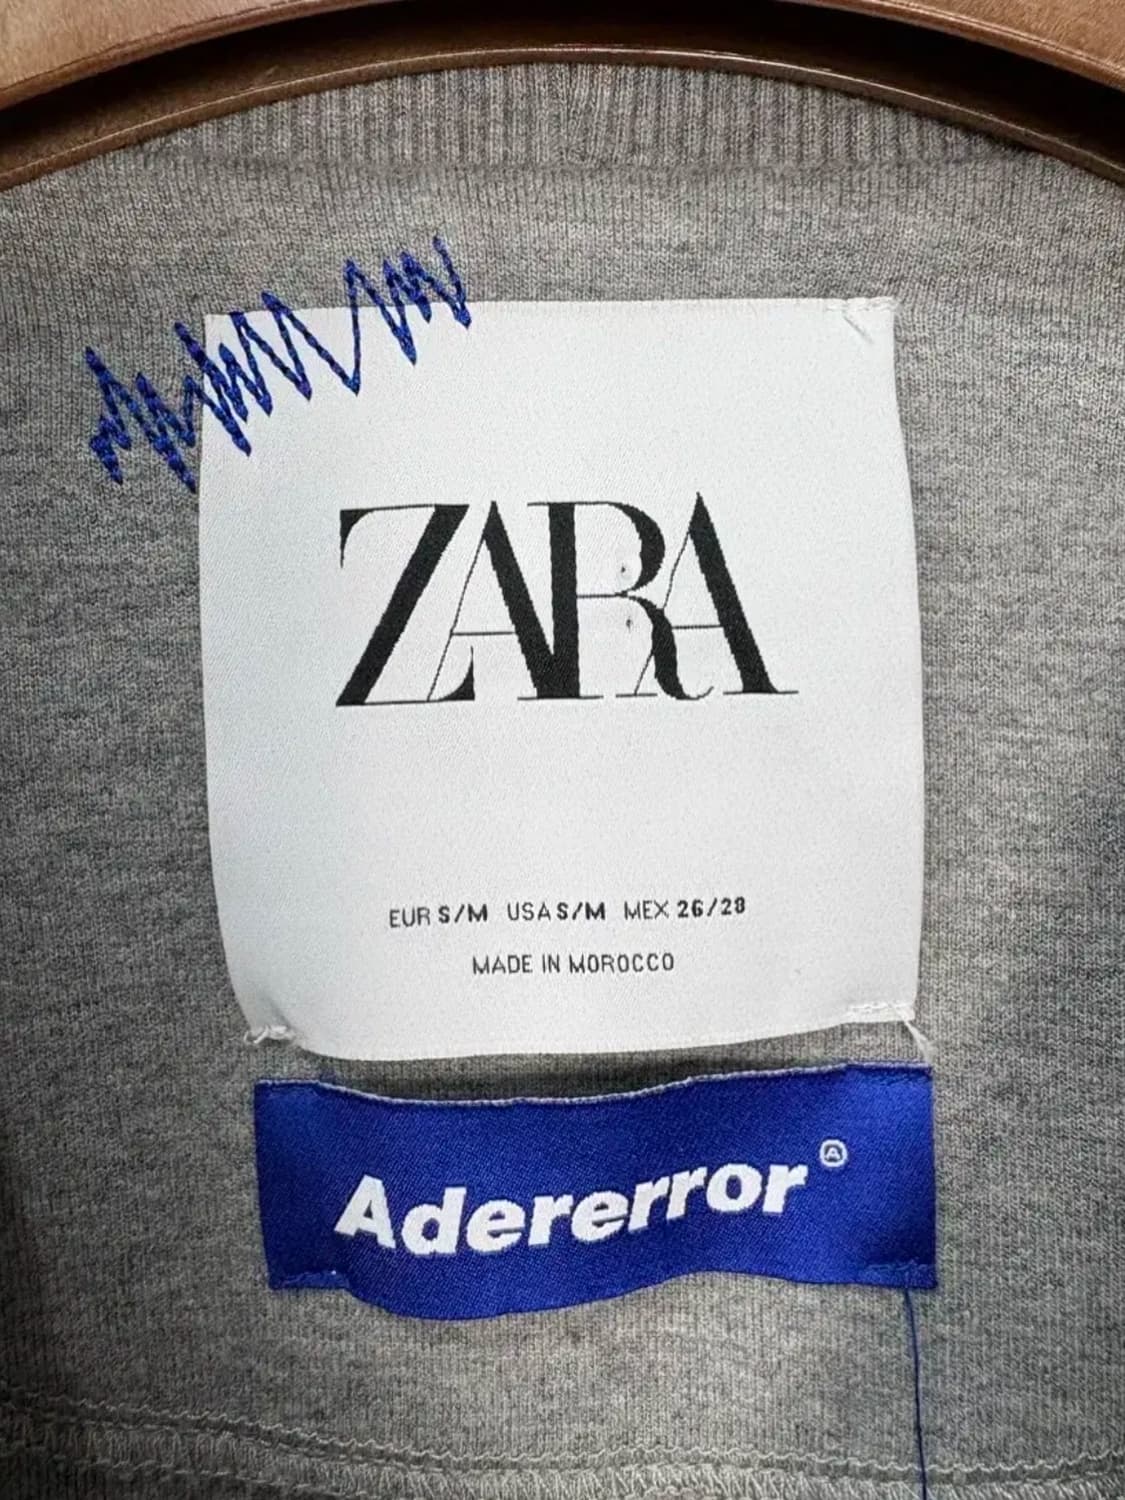 ZARA
EUR S/M USA S/M MEX 26/28
MADE IN MOROCCO
Adererror Ⓐ